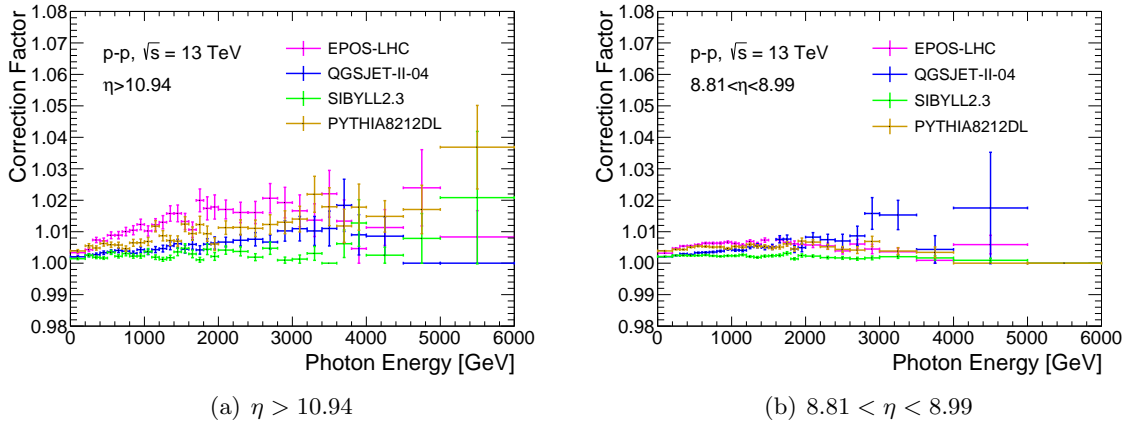 1.08
1.07
1.06
1.05
1.04
1.03
1.02
1.01
1.00
0.99
0.98
Correction Factor
p-p, √s = 13 TeV
η>10.94
EPOS-LHC
QGSJET-II-04
SIBYLL2.3
PYTHIA8212DL
0 1000 2000 3000 4000 5000 6000
Photon Energy [GeV]
(a) η > 10.94
1.08
1.07
1.06
1.05
1.04
1.03
1.02
1.01
1.00
0.99
0.98
Correction Factor
p-p, √s = 13 TeV
8.81<η<8.99
EPOS-LHC
QGSJET-II-04
SIBYLL2.3
PYTHIA8212DL
0 1000 2000 3000 4000 5000 6000
Photon Energy [GeV]
(b) 8.81 < η < 8.99